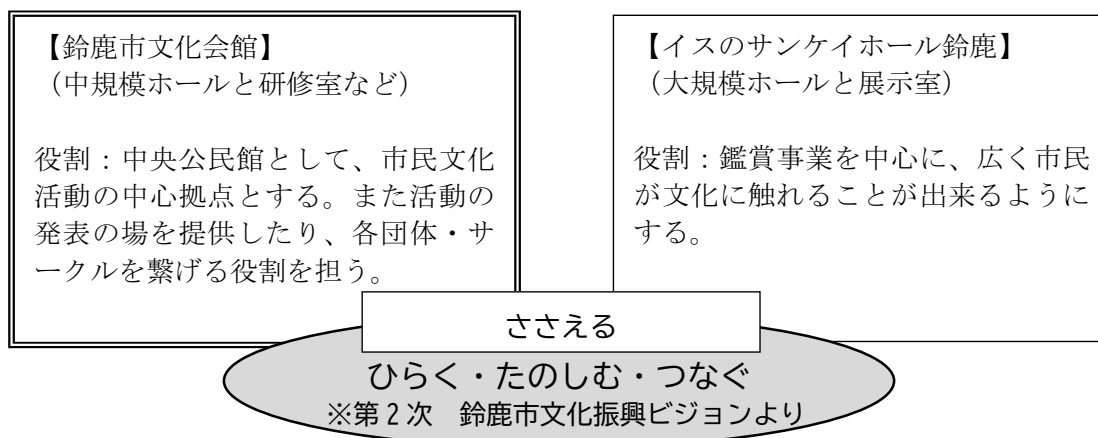 【鈴鹿市文化会館】
（中規模ホールと研修室など）
役割：中央公民館として、市民文化
活動の中心拠点とする。また活動の
発表の場を提供したり、各団体・サ
ークルを繋げる役割を担う。
【イスのサンケイホール鈴鹿】
（大規模ホールと展示室）
役割：鑑賞事業を中心に、広く市民
が文化に触れることが出来るように
する。
ささえる
ひらく・たのしむ・つなぐ
※第２次　鈴鹿市文化振興ビジョンより